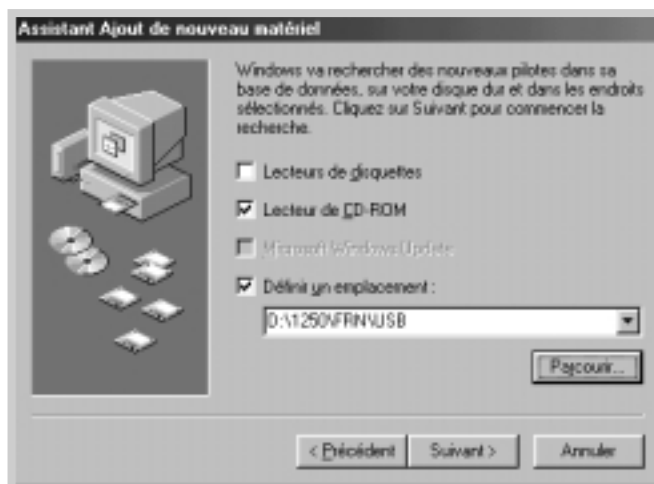 Assistant Ajout de nouveau matériel
Windows va rechercher des nouveaux pilotes dans sa
base de données, sur votre disque dur et dans les endroits
sélectionnés. Cliquez sur Suivant pour commencer la
recherche.
Lecteurs de disquettes
Lecteur de CD-ROM
Microsoft Windows Update
Définir un emplacement :
D:\1250\FRN\USB
Parcourir...
< Précédent
Suivant >
Annuler